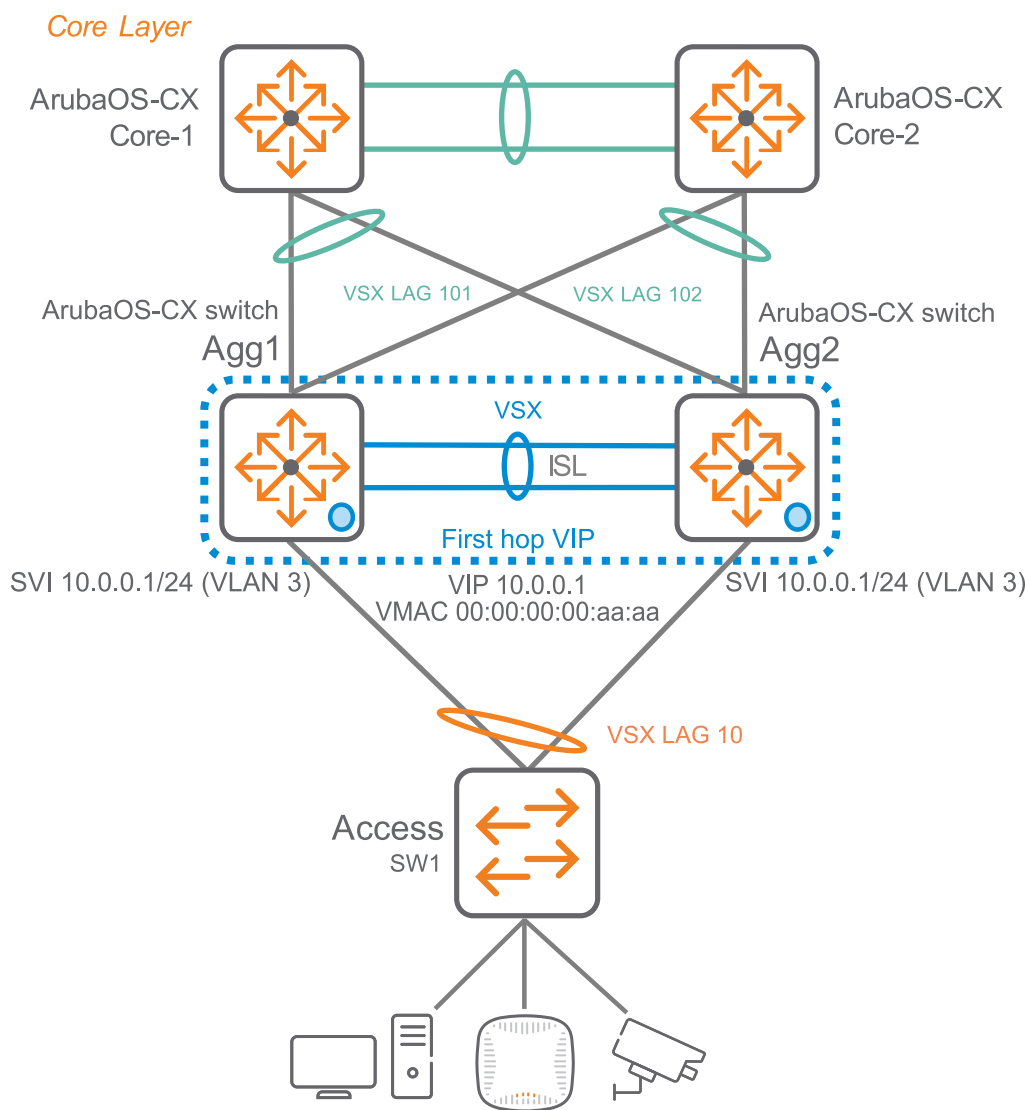 Core Layer
ArubaOS-CX
Core-1
ArubaOS-CX
Core-2
VSX LAG 101
VSX LAG 102
ArubaOS-CX switch
Agg1
ArubaOS-CX switch
Agg2
VSX
ISL
First hop VIP
SVI 10.0.0.1/24 (VLAN 3)
VIP 10.0.0.1
VMAC 00:00:00:00:aa:aa
SVI 10.0.0.1/24 (VLAN 3)
VSX LAG 10
Access
SW1